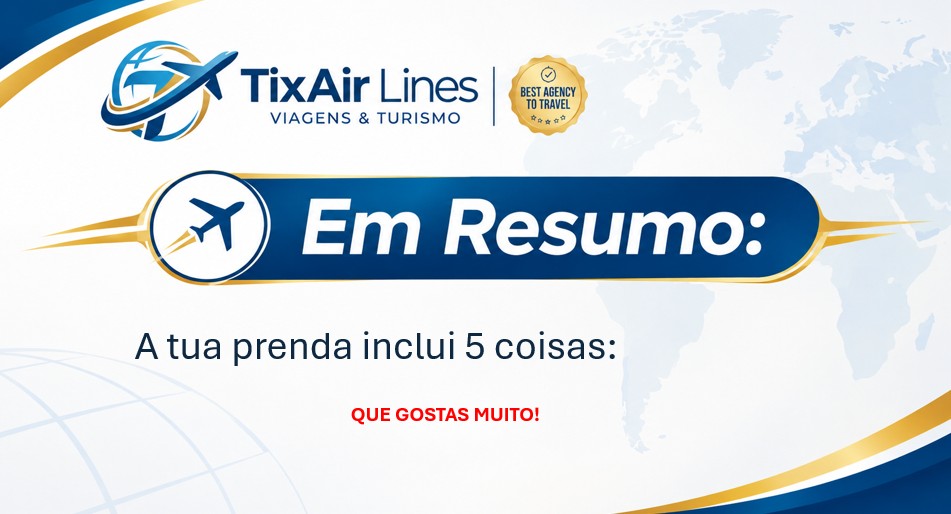 TixAir Lines
VIAGENS & TURISMO
BEST AGENCY
TO TRAVEL
Em Resumo:
A tua prenda inclui 5 coisas:
QUE GOSTAS MUITO!